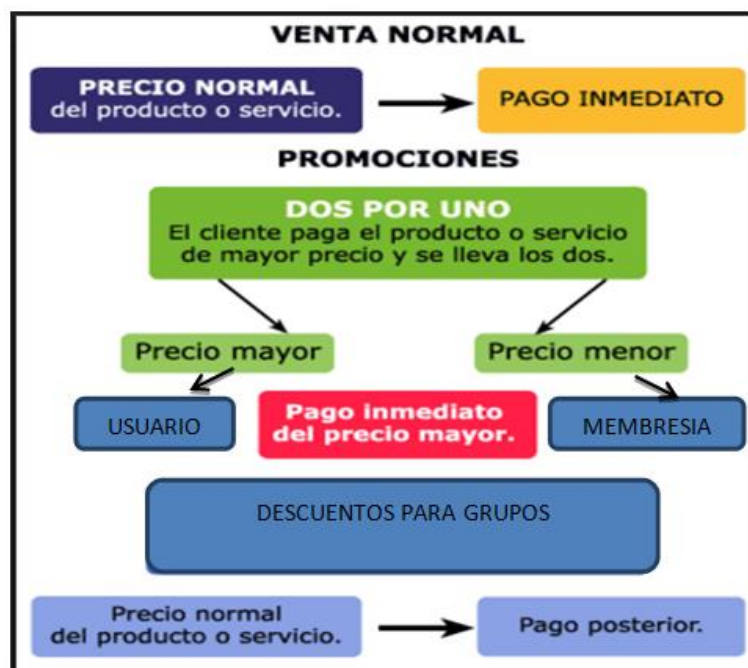 VENTA NORMAL
PRECIO NORMAL
del producto o servicio.
PAGO INMEDIATO
PROMOCIONES
DOS POR UNO
El cliente paga el producto o servicio
de mayor precio y se lleva los dos.
Precio mayor
Precio menor
USUARIO
Pago inmediato
del precio mayor.
MEMBRESIA
DESCUENTOS PARA GRUPOS
Precio normal
del producto o servicio.
Pago posterior.